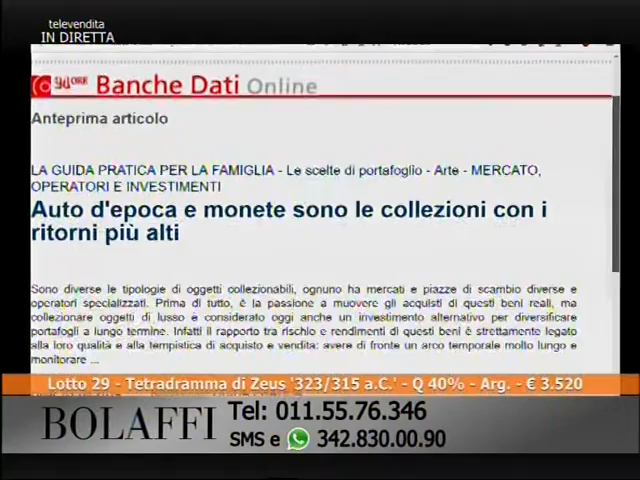 televendita
IN DIRETTA
24 ORE Banche Dati Online
Anteprima articolo
LA GUIDA PRATICA PER LA FAMIGLIA - Le scelte di portafoglio - Arte - MERCATO,
OPERATORI E INVESTIMENTI
Auto d'epoca e monete sono le collezioni con i
ritorni più alti
Sono diverse le tipologie di oggetti collezionabili, ognuno ha mercati e piazze di scambio diverse e
operatori specializzati. Prima di tutto, è la passione a muovere gli acquisti di questi beni reali, ma
collezionare oggetti di lusso è considerato oggi anche un investimento alternativo per diversificare
portafogli a lungo termine. Infatti il rapporto tra rischio e rendimenti di questi beni è strettamente legato
alla loro qualità e alla tempistica di acquisto e vendita: avere di fronte un arco temporale molto lungo e
monitorare ...
Lotto 29 - Tetradramma di Zeus '323/315 a.C.' - Q 40% - Arg. - € 3.520
BOLAFFI
Tel: 011.55.76.346
SMS e 342.830.00.90